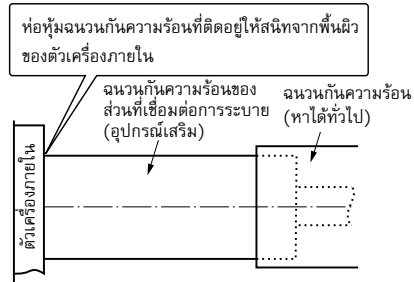 ห่อหุ้มฉนวนกันความร้อนที่ติดอยู่ให้สนิทจากพื้นผิว
ของตัวเครื่องภายใน
ฉนวนกันความร้อนของ
ส่วนที่เชื่อมต่อการระบาย
(อุปกรณ์เสริม)
ฉนวนกันความร้อน
(หาได้ทั่วไป)
ตัวเครื่องภายใน